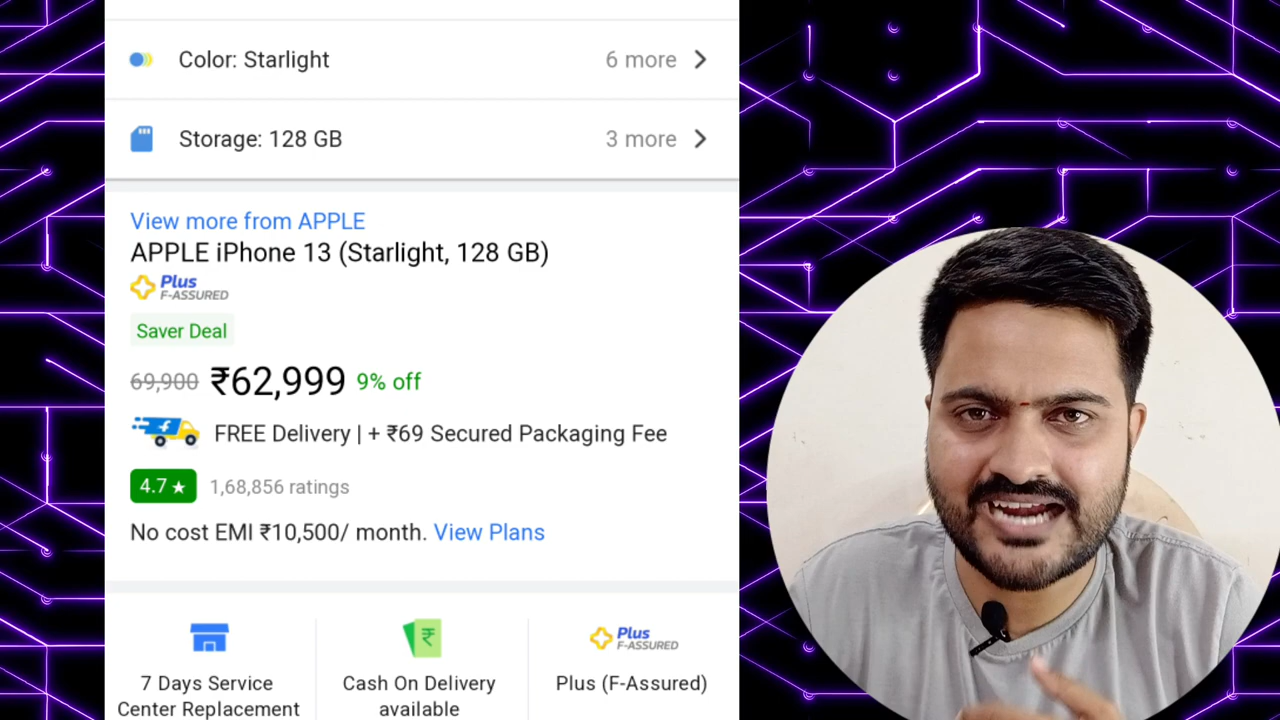 Color: Starlight 6 more
Storage: 128 GB 3 more
View more from APPLE
APPLE iPhone 13 (Starlight, 128 GB)
Plus
F-ASSURED
Saver Deal
69,900 ₹62,999 9% off
FREE Delivery | + ₹69 Secured Packaging Fee
4.7 ★ 1,68,856 ratings
No cost EMI ₹10,500/ month. View Plans
Plus
F-ASSURED
7 Days Service
Center Replacement
Cash On Delivery
available
Plus (F-Assured)